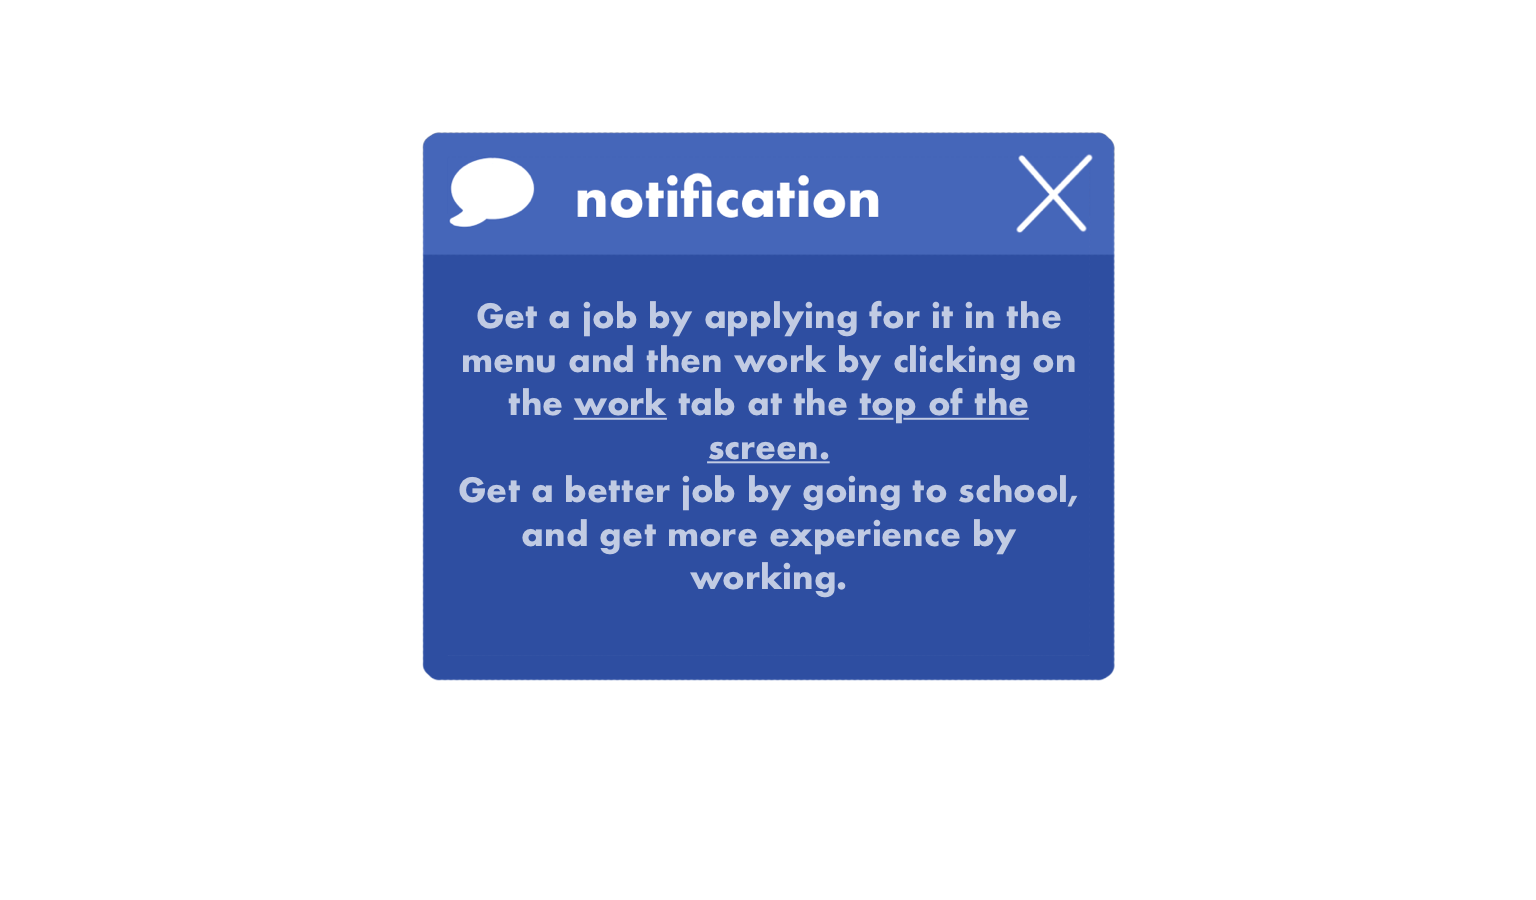 notification
Get a job by applying for it in the
menu and then work by clicking on
the work tab at the top of the
screen.
Get a better job by going to school,
and get more experience by
working.